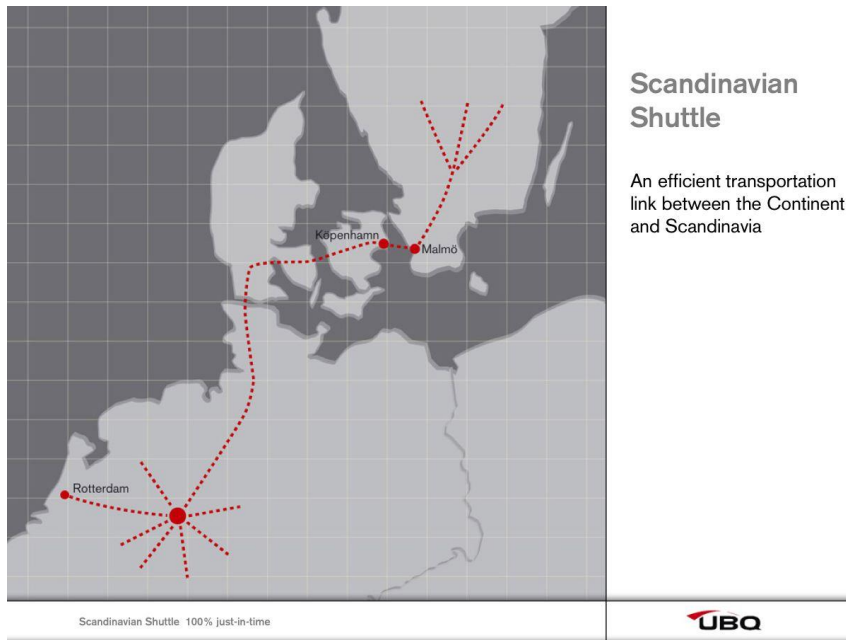 Scandinavian
Shuttle
An efficient transportation
link between the Continent
and Scandinavia
Köpenhamn
Malmö
Rotterdam
Scandinavian Shuttle 100% just-in-time
UBQ